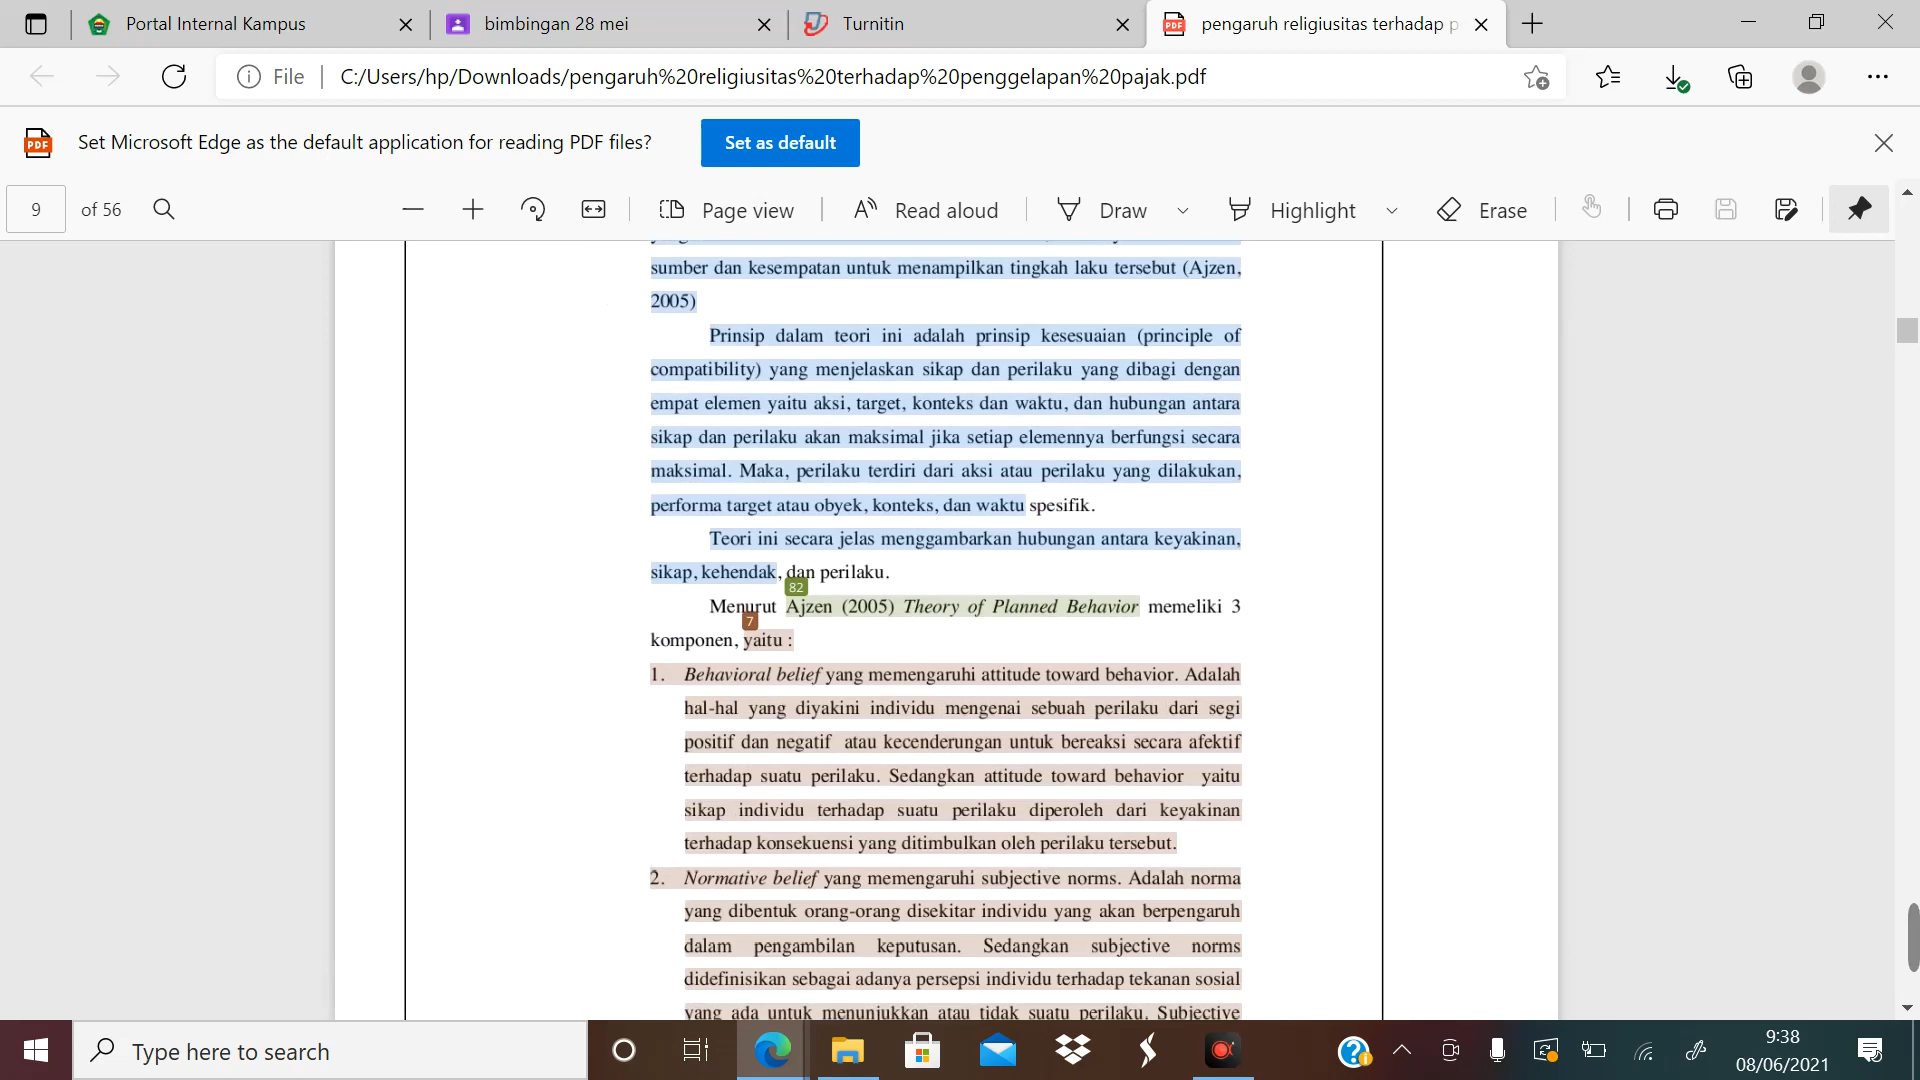 Portal Internal Kampus
bimbingan 28 mei
Turnitin
pengaruh religiusitas terhadap p
File
C:/Users/hp/Downloads/pengaruh%20religiusitas%20terhadap%20penggelapan%20pajak.pdf
Set Microsoft Edge as the default application for reading PDF files?
Set as default
9 of 56
Page view
Read aloud
Draw
Highlight
Erase
sumber dan kesempatan untuk menampilkan tingkah laku tersebut (Ajzen,
2005)
Prinsip dalam teori ini adalah prinsip kesesuaian (principle of
compatibility) yang menjelaskan sikap dan perilaku yang dibagi dengan
empat elemen yaitu aksi, target, konteks dan waktu, dan hubungan antara
sikap dan perilaku akan maksimal jika setiap elemennya berfungsi secara
maksimal. Maka, perilaku terdiri dari aksi atau perilaku yang dilakukan,
performa target atau obyek, konteks, dan waktu spesifik.
Teori ini secara jelas menggambarkan hubungan antara keyakinan,
sikap, kehendak, dan perilaku.
82
Menurut Ajzen (2005) Theory of Planned Behavior memeliki 3
7
komponen, yaitu :
1. Behavioral belief yang memengaruhi attitude toward behavior. Adalah
hal-hal yang diyakini individu mengenai sebuah perilaku dari segi
positif dan negatif atau kecenderungan untuk bereaksi secara afektif
terhadap suatu perilaku. Sedangkan attitude toward behavior yaitu
sikap individu terhadap suatu perilaku diperoleh dari keyakinan
terhadap konsekuensi yang ditimbulkan oleh perilaku tersebut.
2. Normative belief yang memengaruhi subjective norms. Adalah norma
yang dibentuk orang-orang disekitar individu yang akan berpengaruh
dalam pengambilan keputusan. Sedangkan subjective norms
didefinisikan sebagai adanya persepsi individu terhadap tekanan sosial
yang ada untuk menunjukkan atau tidak suatu perilaku. Subjective
Type here to search
9:38
08/06/2021